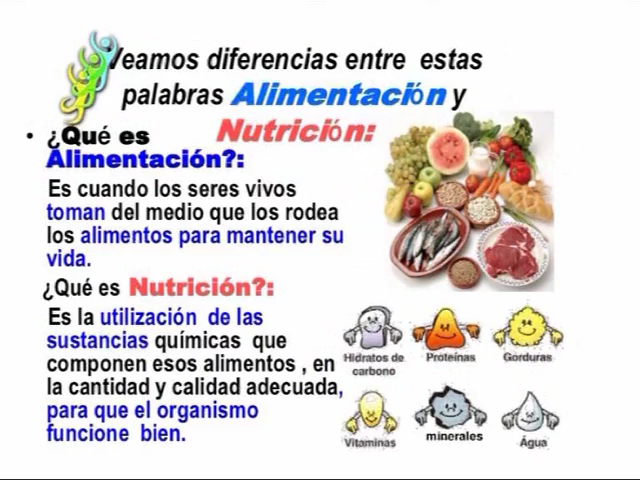 Veamos diferencias entre estas
palabras Alimentación y
Nutrición:
• ¿Qué es
Alimentación?:
Es cuando los seres vivos
toman del medio que los rodea
los alimentos para mantener su
vida.
¿Qué es Nutrición?:
Es la utilización de las
sustancias químicas que
componen esos alimentos , en
la cantidad y calidad adecuada,
para que el organismo
funcione bien.
Hidratos de
carbono
Proteínas
Gorduras
Vitaminas
minerales
Água